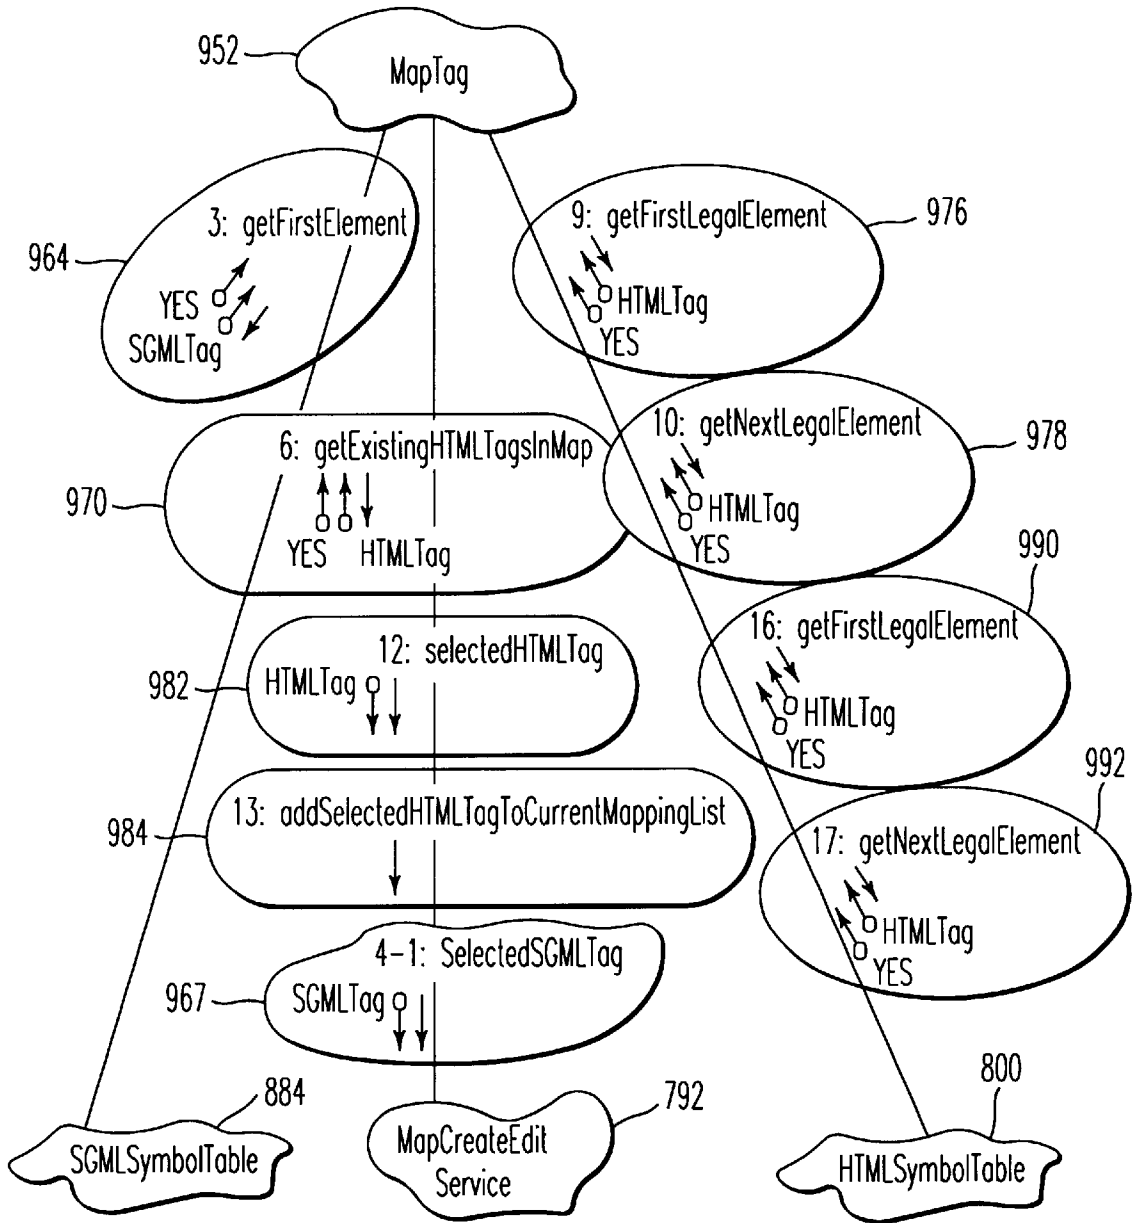 952
MapTag
964
3: getFirstElement
YES
SGMLTag
976
9: getFirstLegalElement
HTMLTag
YES
970
6: getExistingHTMLTagsInMap
YES HTMLTag
978
10: getNextLegalElement
HTMLTag
YES
990
16: getFirstLegalElement
HTMLTag
YES
982
12: selectedHTMLTag
HTMLTag
984
13: addSelectedHTMLTagToCurrentMappingList
992
17: getNextLegalElement
HTMLTag
YES
967
4-1: SelectedSGMLTag
SGMLTag
884
SGMLSymbolTable
792
MapCreateEdit
Service
800
HTMLSymbolTable